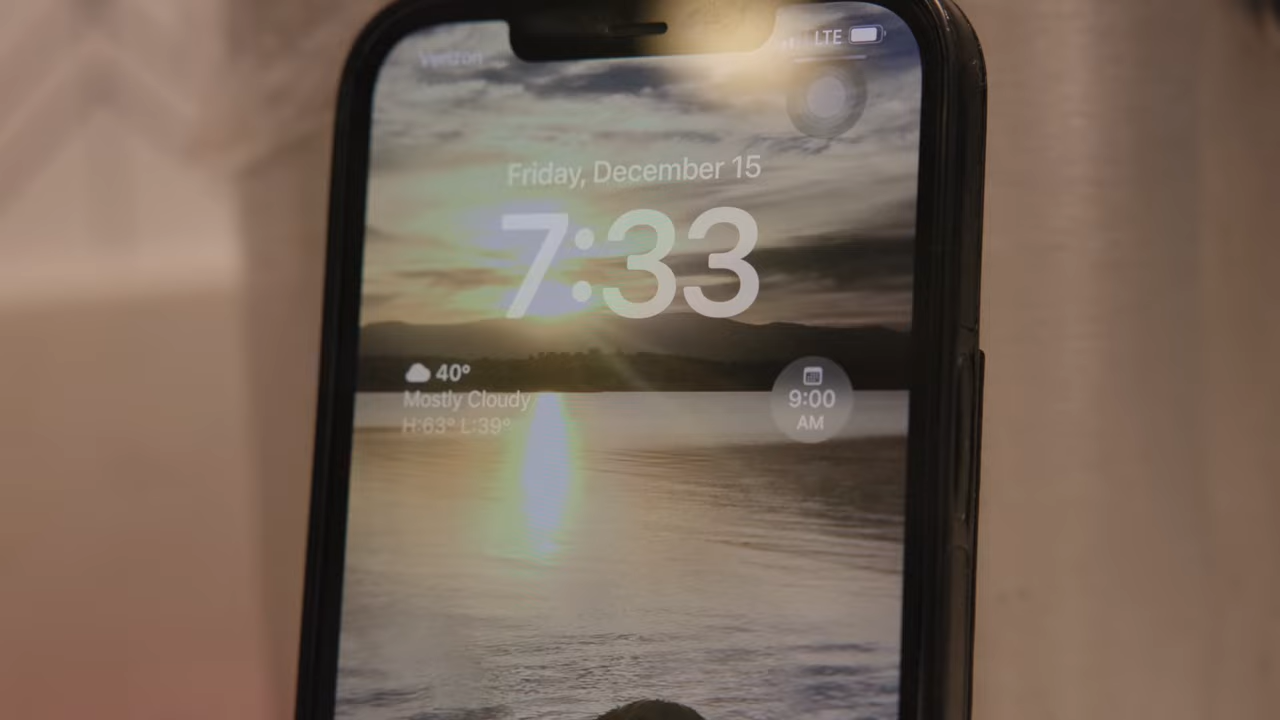 Verizon
LTE
Friday, December 15
7:33
40°
Mostly Cloudy
H:63° L:39°
9:00
AM